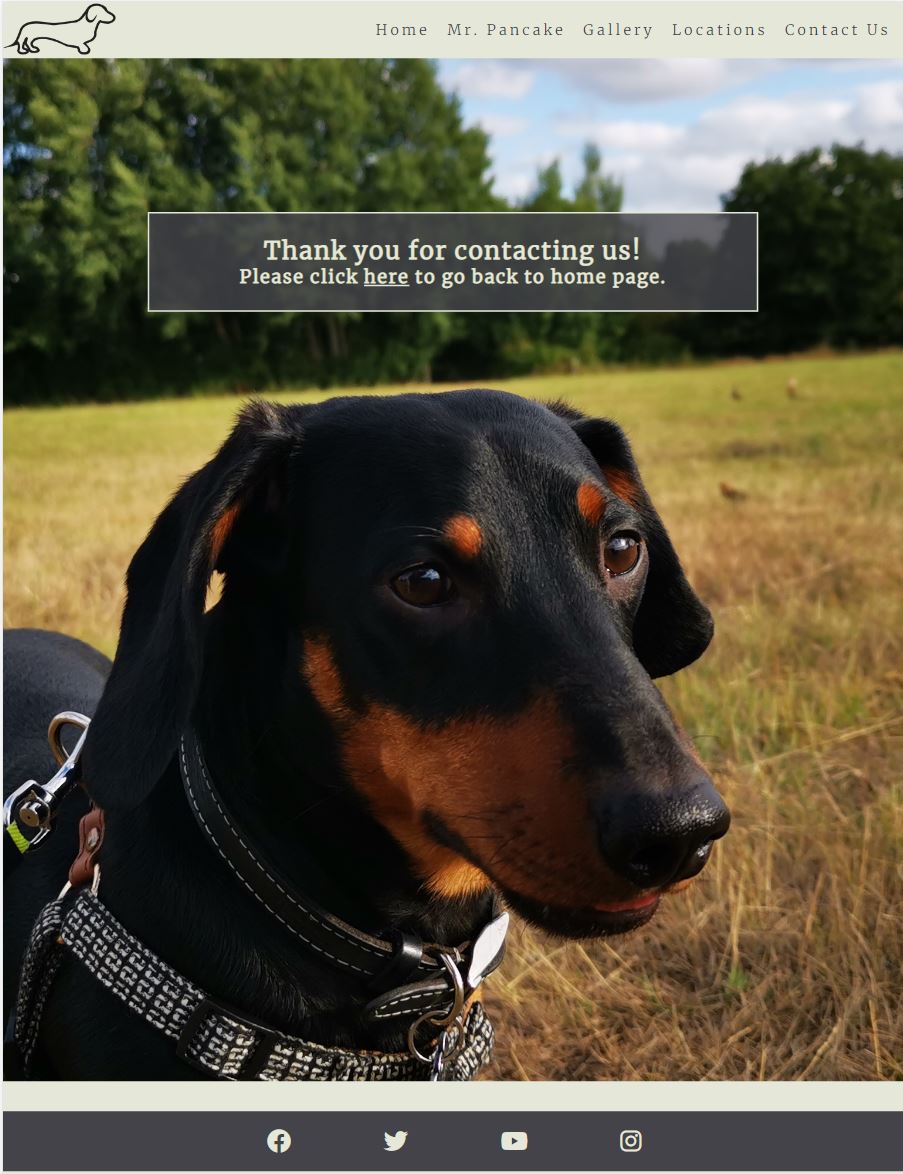 Home Mr. Pancake Gallery Locations Contact Us
Thank you for contacting us!
Please click here to go back to home page.